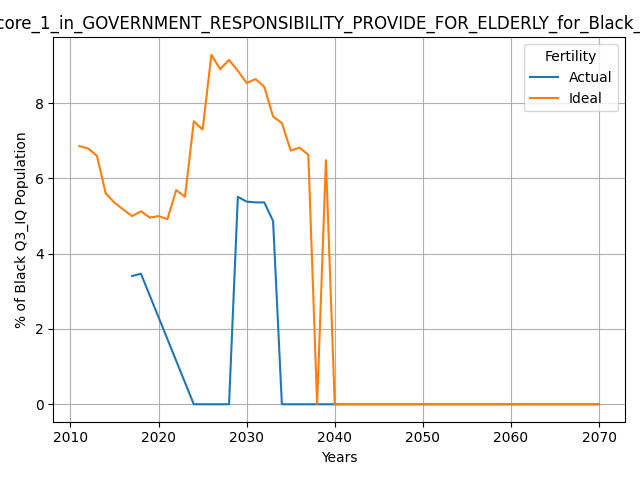 core_1_in_GOVERNMENT_RESPONSIBILITY_PROVIDE_FOR_ELDERLY_for_Black_
Fertility
Actual
Ideal
% of Black Q3_IQ Population
8
6
4
2
0
2010 2020 2030 2040 2050 2060 2070
Years